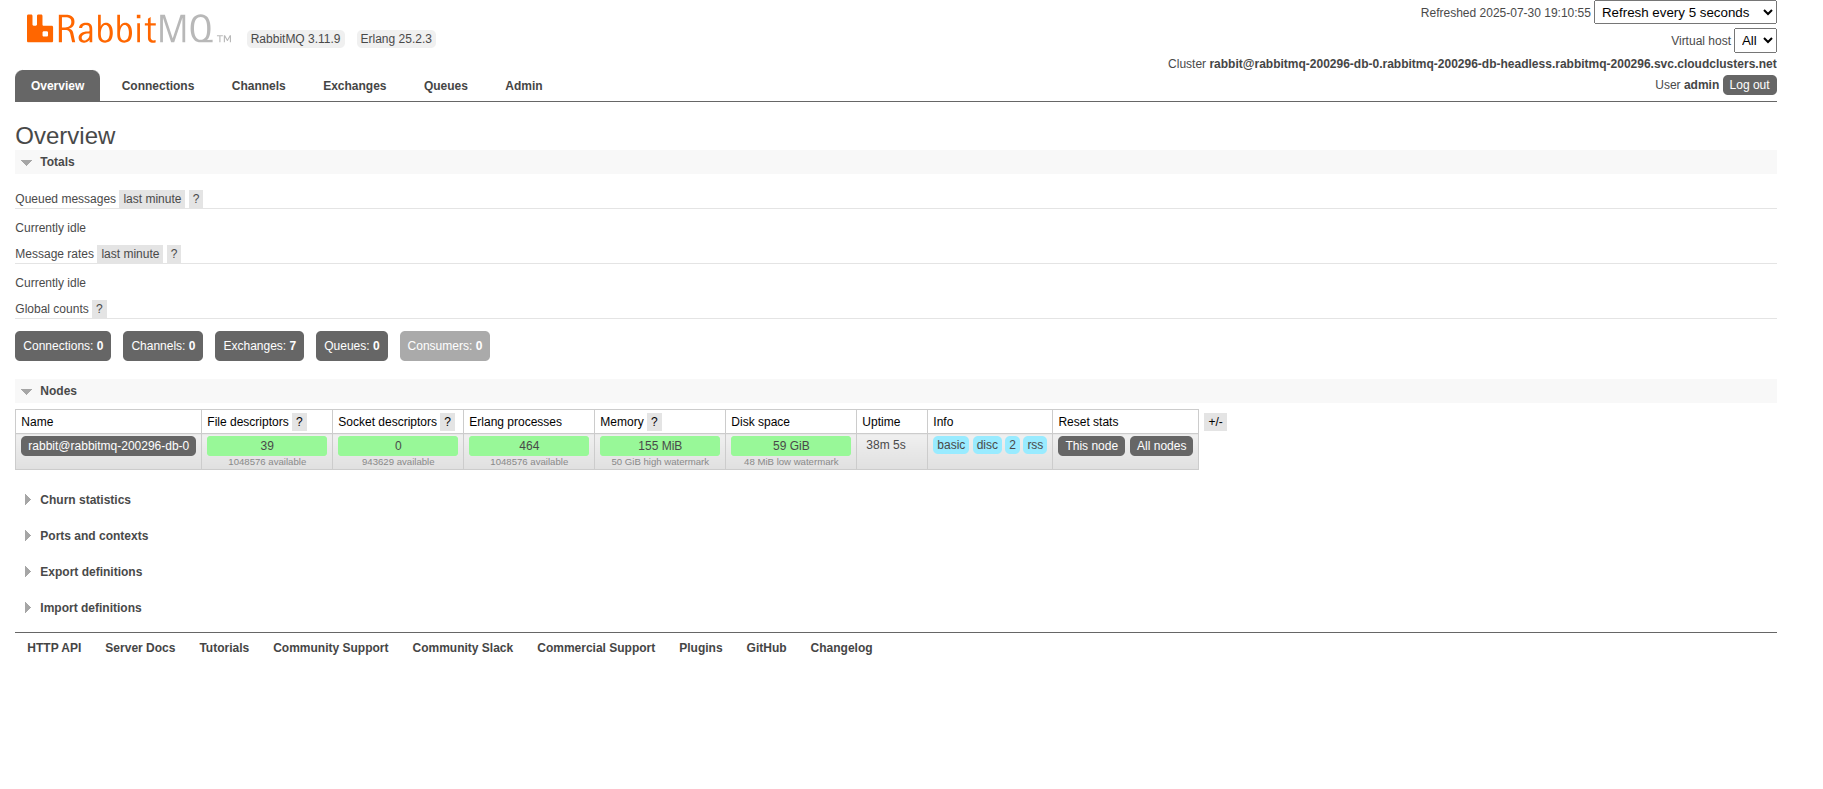 RabbitMQ TM RabbitMQ 3.11.9 Erlang 25.2.3
Refreshed 2025-07-30 19:10:55 Refresh every 5 seconds
Virtual host All
Cluster rabbit@rabbitmq-200296-db-0.rabbitmq-200296-db-headless.rabbitmq-200296.svc.cloudclusters.net
User admin Log out
Overview Connections Channels Exchanges Queues Admin
Overview
Totals
Queued messages last minute ?
Currently idle
Message rates last minute ?
Currently idle
Global counts ?
Connections: 0 Channels: 0 Exchanges: 7 Queues: 0 Consumers: 0
Nodes
Name File descriptors ? Socket descriptors ? Erlang processes Memory ? Disk space Uptime Info Reset stats +/-
rabbit@rabbitmq-200296-db-0 39 0 464 155 MiB 59 GiB 38m 5s basic disc 2 rss This node All nodes
1048576 available 943629 available 1048576 available 50 GiB high watermark 48 MiB low watermark
Churn statistics
Ports and contexts
Export definitions
Import definitions
HTTP API Server Docs Tutorials Community Support Community Slack Commercial Support Plugins GitHub Changelog